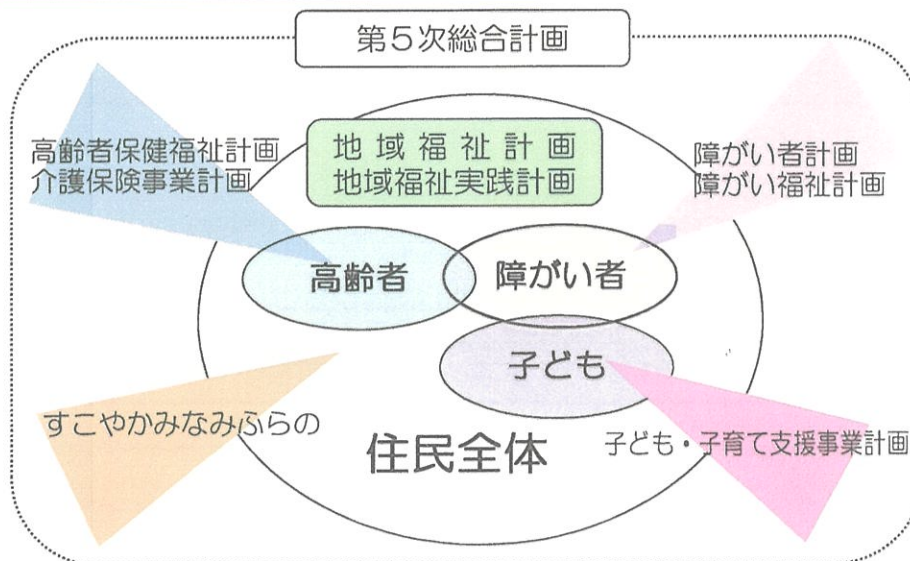 第５次総合計画
高齢者保健福祉計画
介護保険事業計画
地域福祉計画
地域福祉実践計画
障がい者計画
障がい福祉計画
高齢者
障がい者
子ども
すこやかみなみふらの
住民全体
子ども・子育て支援事業計画